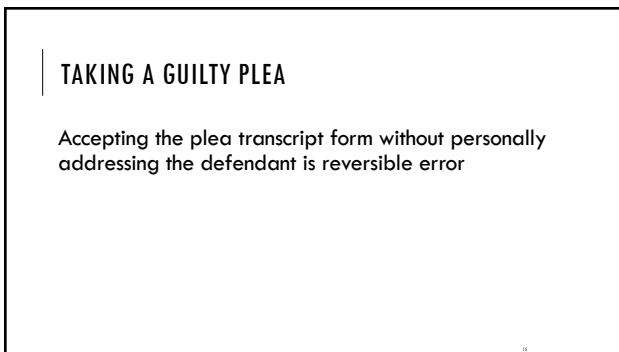 TAKING A GUILTY PLEA
Accepting the plea transcript form without personally
addressing the defendant is reversible error